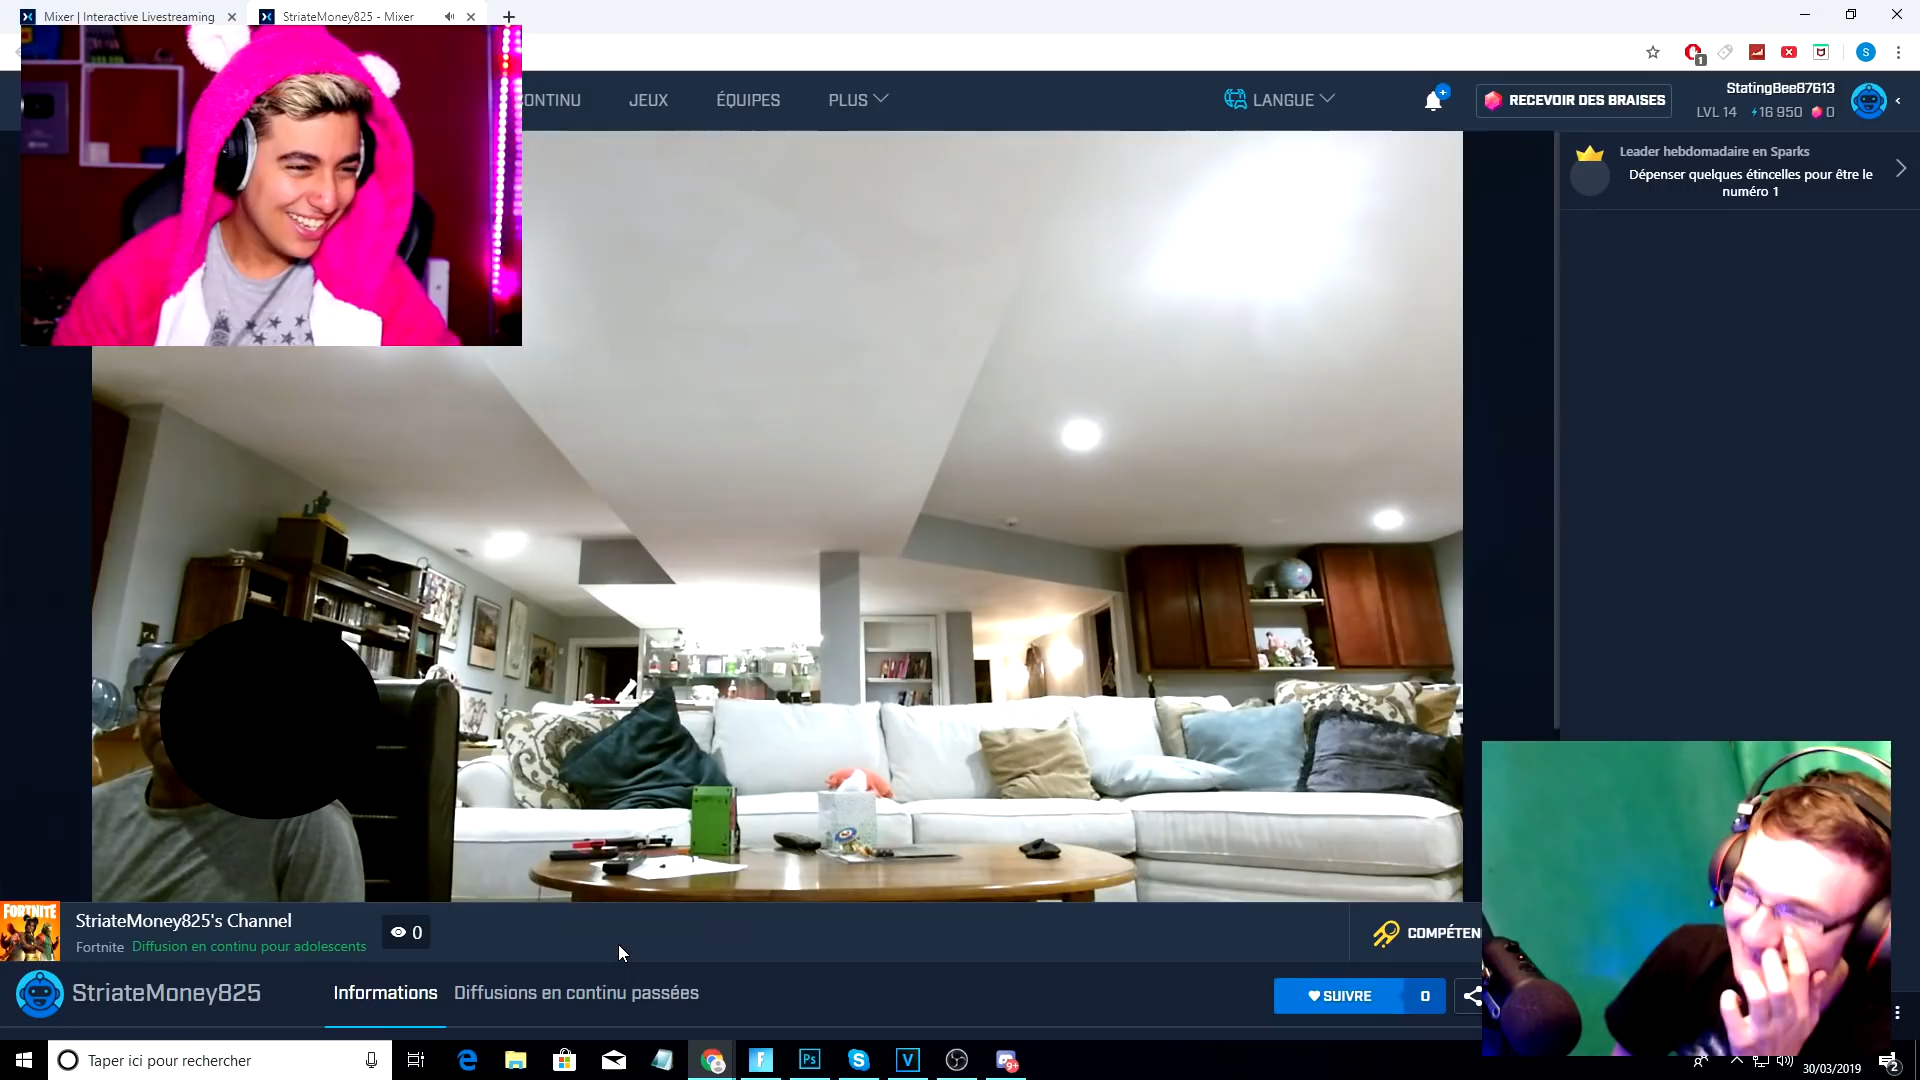 Mixer | Interactive Livestreaming
StriateMoney825 - Mixer
ONTINU
JEUX
ÉQUIPES
PLUS
LANGUE
RECEVOIR DES BRAISES
StatingBee87613
LVL 14
16 950
0
Leader hebdomadaire en Sparks
Dépenser quelques étincelles pour être le
numéro 1
FORTNITE
StriateMoney825's Channel
0
Fortnite
Diffusion en continu pour adolescents
COMPÉTEN
StriateMoney825
Informations
Diffusions en continu passées
SUIVRE
0
Taper ici pour rechercher
30/03/2019